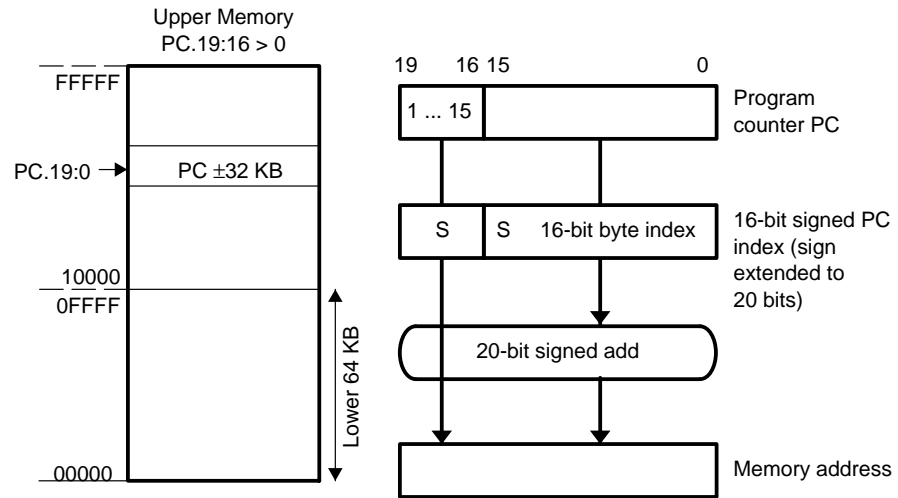 Upper Memory
PC.19:16 > 0
FFFFF
PC.19:0
PC ±32 KB
10000
0FFFF
Lower 64 KB
00000
19
16
15
0
1 ... 15
Program
counter PC
S
S
16-bit byte index
16-bit signed PC
index (sign
extended to
20 bits)
20-bit signed add
Memory address